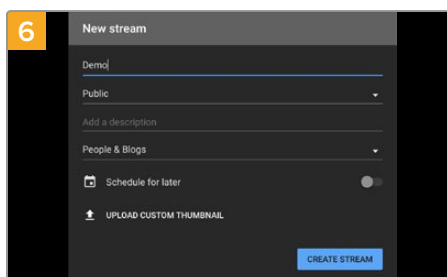 6
New stream
Demo
Public
Add a description
People & Blogs
Schedule for later
UPLOAD CUSTOM THUMBNAIL
CREATE STREAM